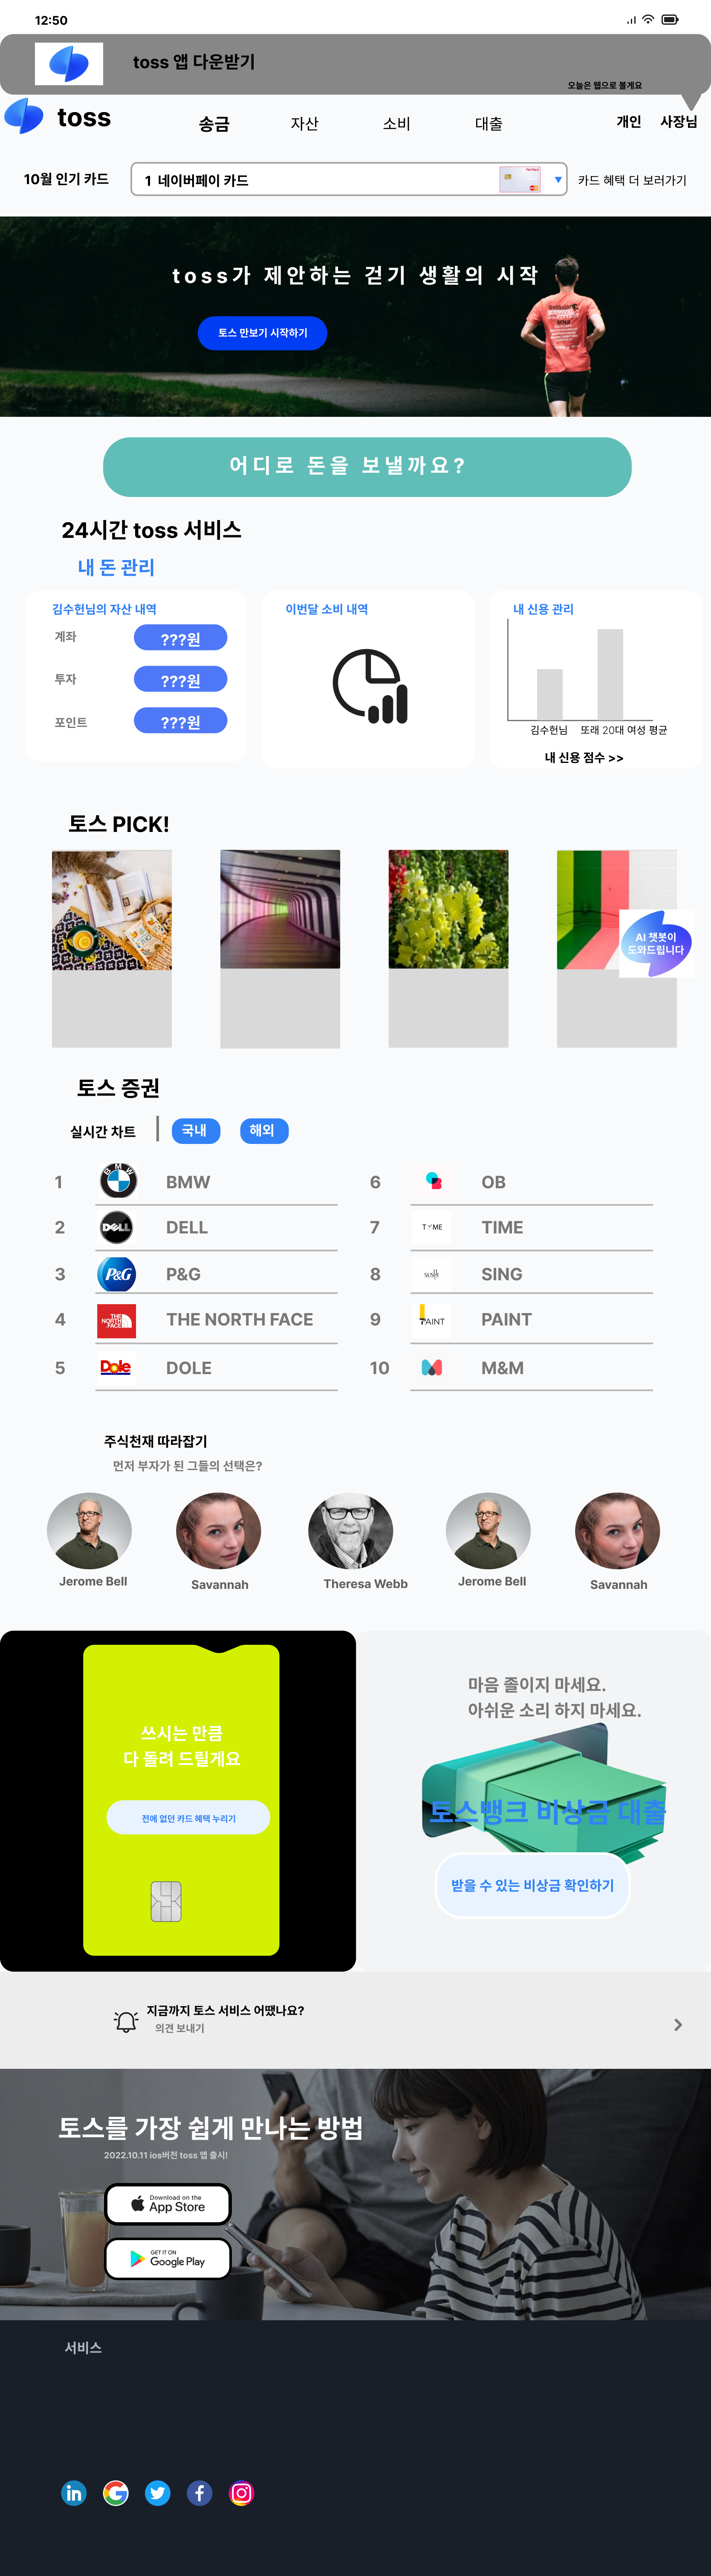 12:50
toss 앱 다운받기
오늘은 웹으로 볼게요
toss
송금 자산 소비 대출
개인 사장님
10월 인기 카드
1 네이버페이 카드
카드 혜택 더 보러가기
toss가 제안하는 걷기 생활의 시작
토스 만보기 시작하기
어디로 돈을 보낼까요?
24시간 toss 서비스
내 돈 관리
김수헌님의 자산 내역
계좌 ???원
투자 ???원
포인트 ???원
이번달 소비 내역
내 신용 관리
김수헌님 또래 20대 여성 평균
내 신용 점수 >>
토스 PICK!
AI 챗봇이
도와드립니다
토스 증권
실시간 차트 국내 해외
1 BMW BMW
2 DELL DELL
3 P&G P&G
4 THE NORTH FACE THE NORTH FACE
5 Dole DOLE
6 OB
7 TIME
8 SING
9 PAINT
10 M&M
주식천재 따라잡기
먼저 부자가 된 그들의 선택은?
Jerome Bell
Savannah
Theresa Webb
Jerome Bell
Savannah
쓰시는 만큼
다 돌려 드릴게요
전에 없던 카드 혜택 누리기
마음 졸이지 마세요.
아쉬운 소리 하지 마세요.
토스뱅크 비상금 대출
받을 수 있는 비상금 확인하기
지금까지 토스 서비스 어땠나요?
의견 보내기
토스를 가장 쉽게 만나는 방법
2022.10.11 ios버전 toss 앱 출시!
Download on the
App Store
GET IT ON
Google Play
서비스